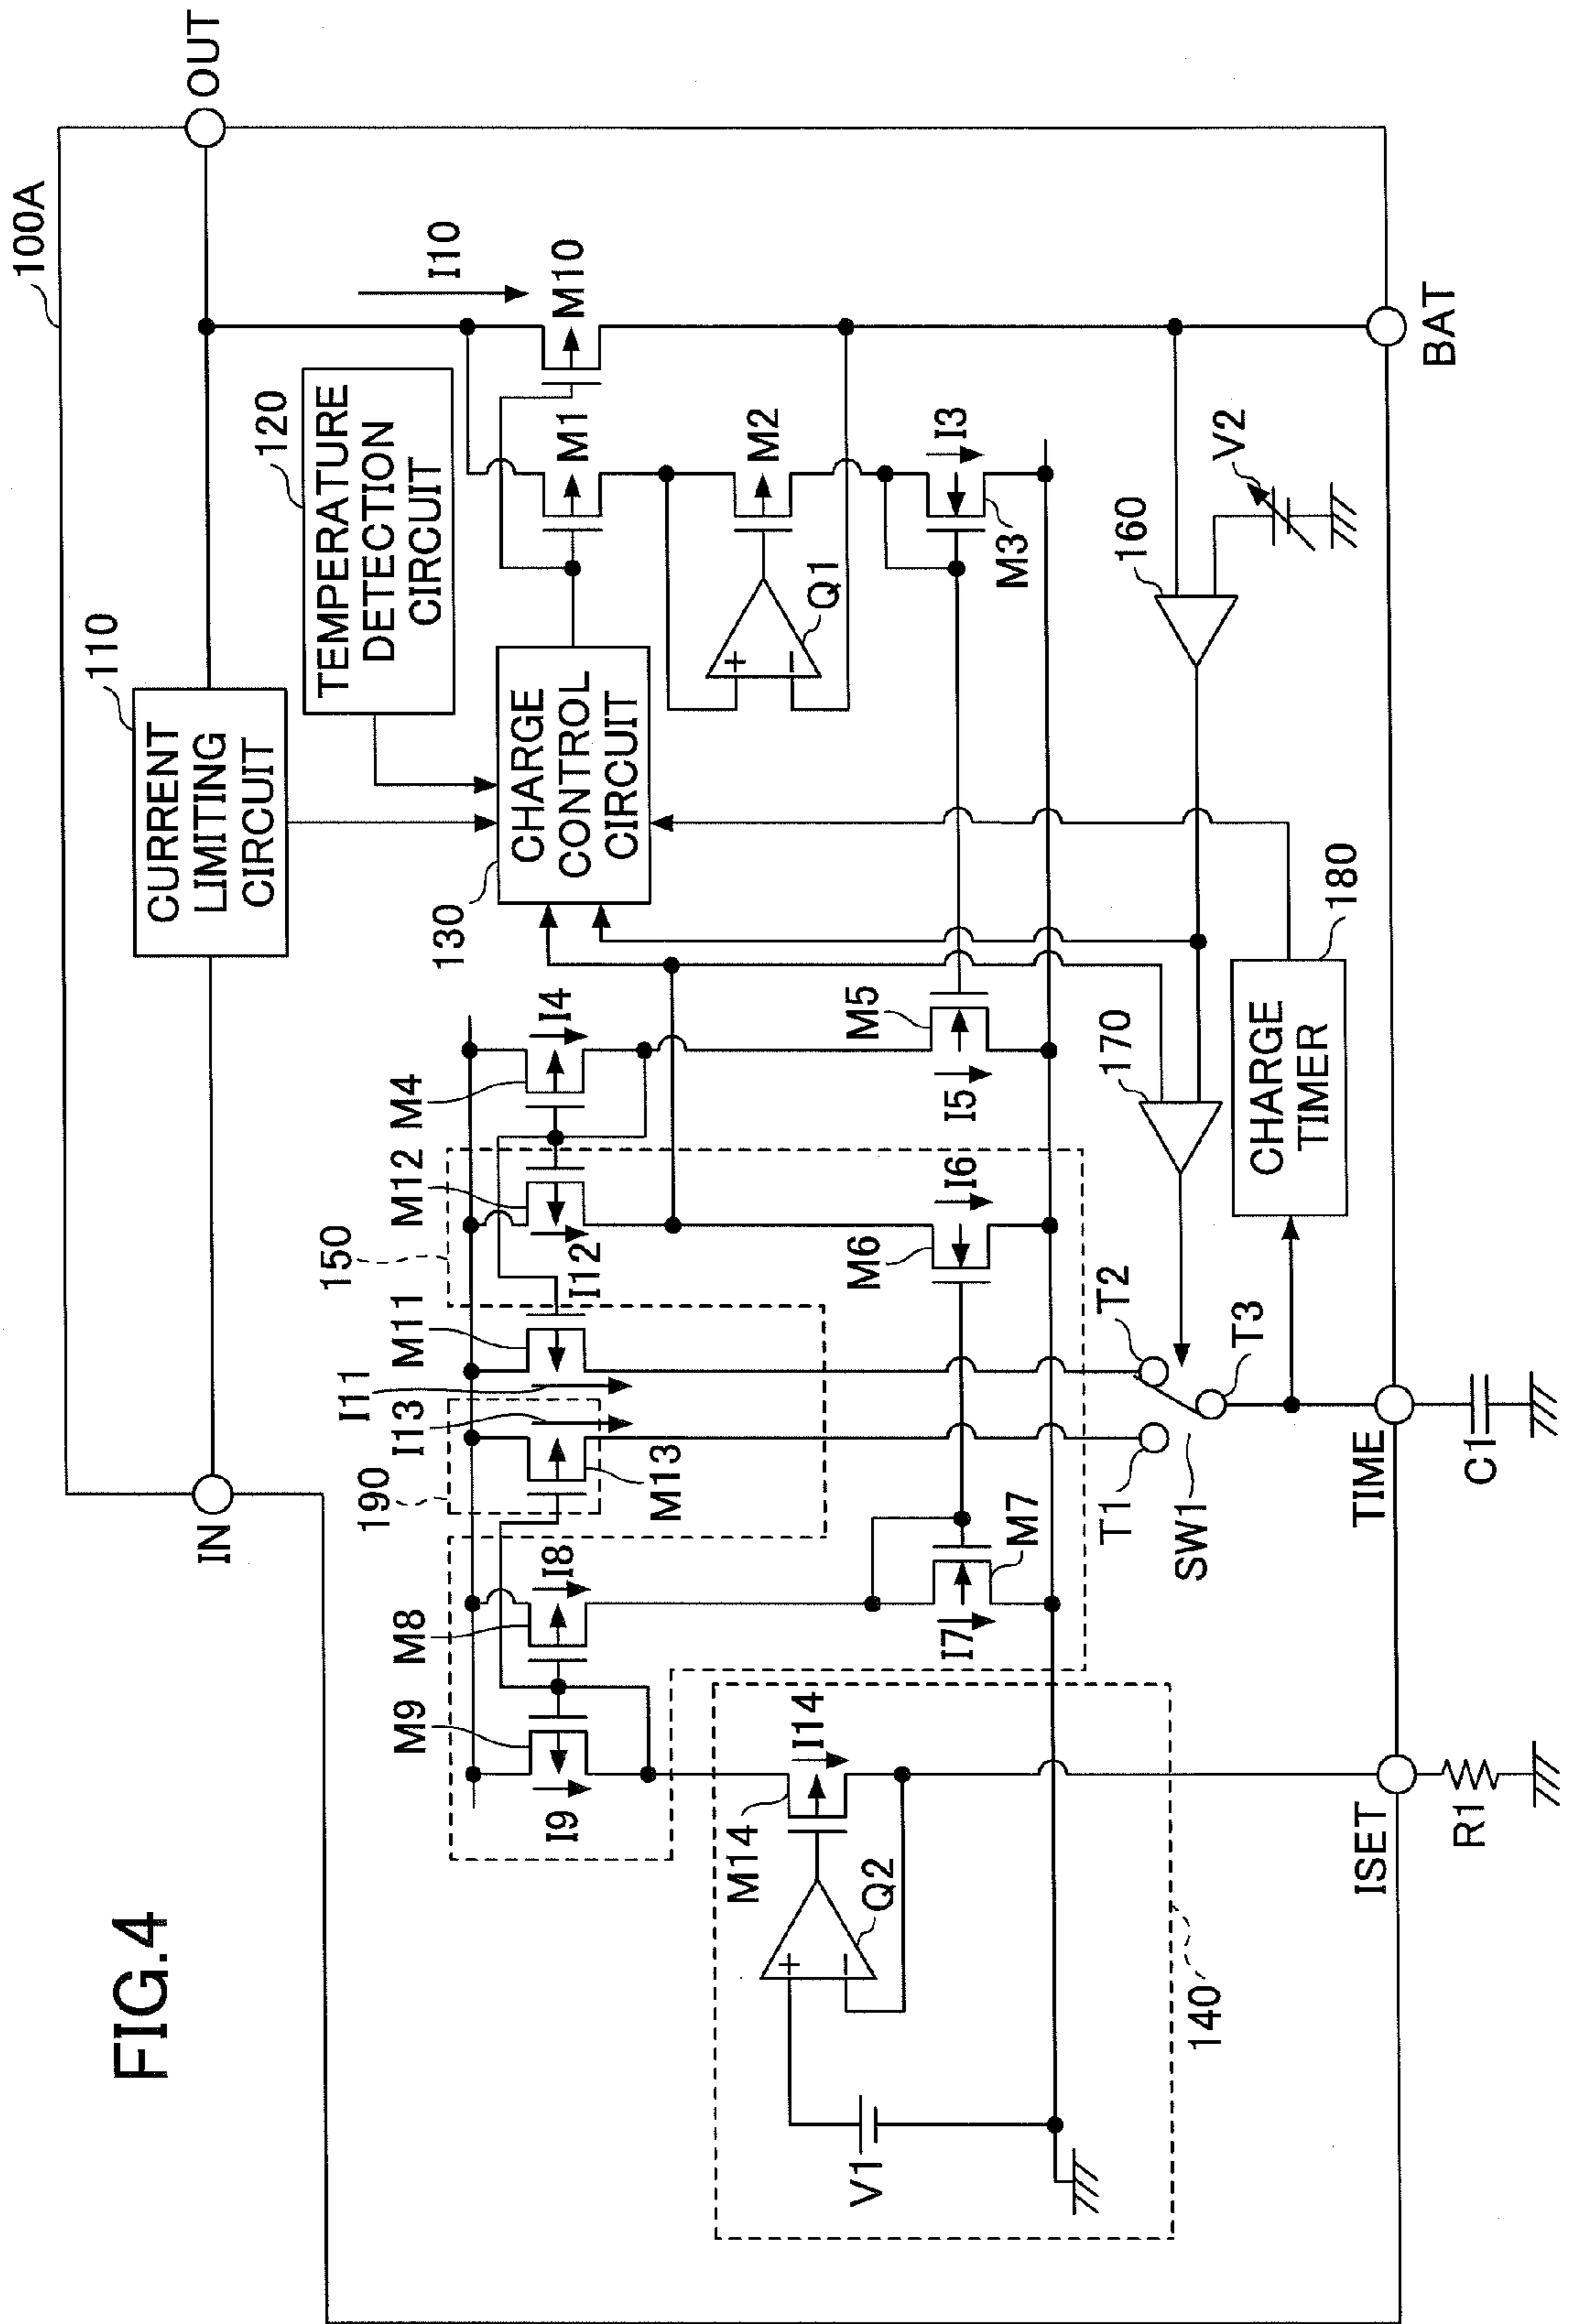 FIG.4
100A
IN
110
CURRENT
LIMITING
CIRCUIT
OUT
120
TEMPERATURE
DETECTION
CIRCUIT
I10
130
CHARGE
CONTROL
CIRCUIT
M1
M10
M9
I9
M8
I8
190
I13
M13
I11
M11
150
M12
I12
M4
I4
+
−
Q1
M2
140
V1
+
−
Q2
M14
I14
M7
I7
M6
I6
M5
I5
M3
I3
T1
T2
T3
SW1
170
160
V2
CHARGE
TIMER
180
ISET
R1
TIME
C1
BAT